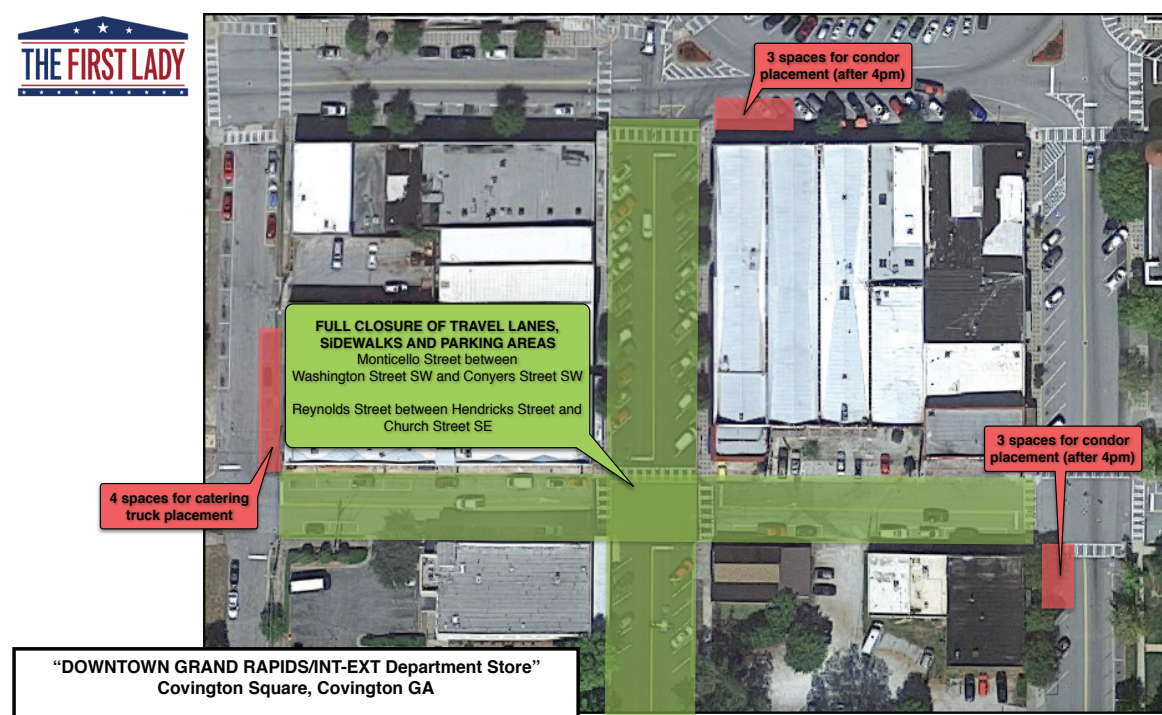 THE FIRST LADY
3 spaces for condor
placement (after 4pm)
FULL CLOSURE OF TRAVEL LANES,
SiDEWALKS AND PARKING AREAS
Monticello Street between
Washington Street SW and Conyers Street SW
Reynolds Street between Hendricks Street and
Church Street SE
3 spaces for condor
placement (after 4pm)
4 spaces for catering
truck placement
“DOWNTOWN GRAND RAPIDS/INT-EXT Department Store”
Covington Square, Covington GA